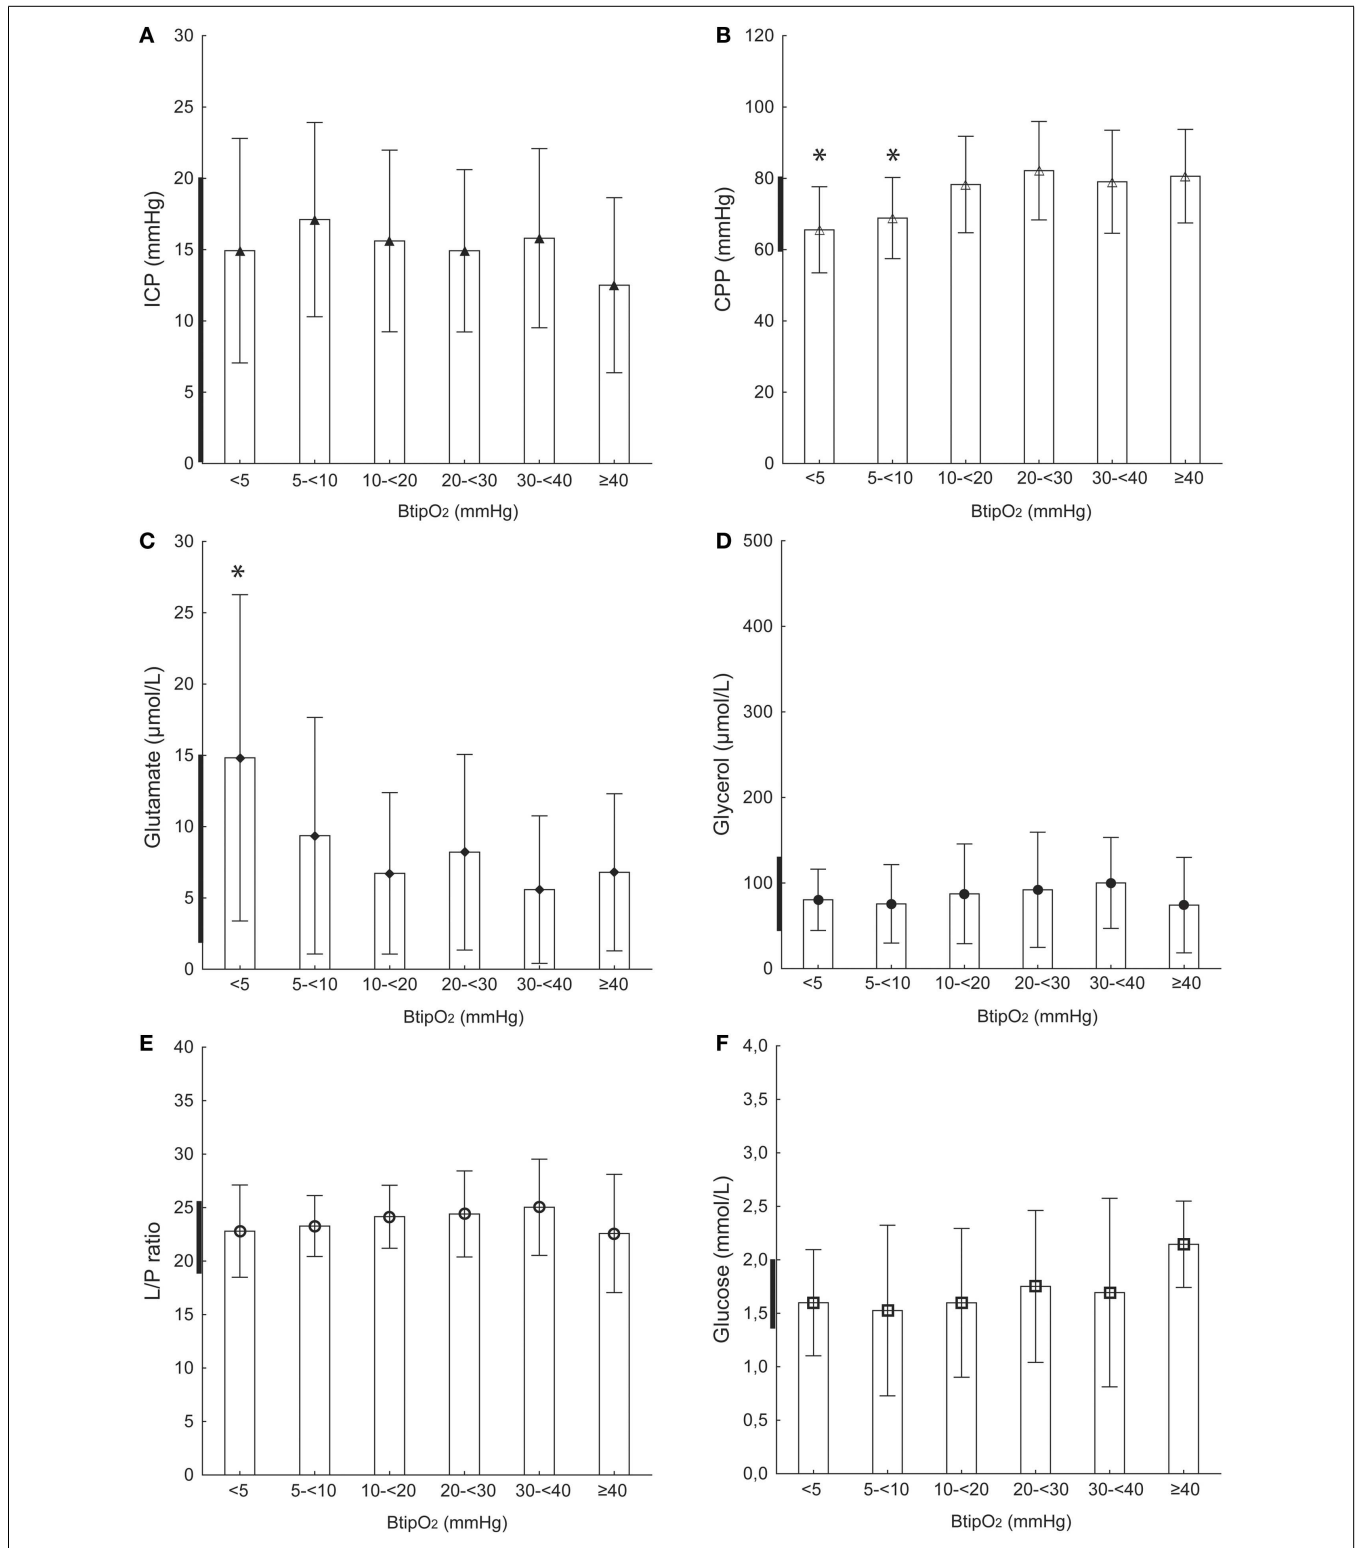 A
30
25
20
15
10
5
0
ICP (mmHg)
<5 5-<10 10-<20 20-<30 30-<40 ≥40
BtipO2 (mmHg)
B
120
100
80
60
40
20
0
CPP (mmHg)
* *
<5 5-<10 10-<20 20-<30 30-<40 ≥40
BtipO2 (mmHg)
C
30
25
20
15
10
5
0
Glutamate (µmol/L)
*
<5 5-<10 10-<20 20-<30 30-<40 ≥40
BtipO2 (mmHg)
D
500
400
300
200
100
0
Glycerol (µmol/L)
<5 5-<10 10-<20 20-<30 30-<40 ≥40
BtipO2 (mmHg)
E
40
35
30
25
20
15
10
5
0
L/P ratio
<5 5-<10 10-<20 20-<30 30-<40 ≥40
BtipO2 (mmHg)
F
4,0
3,5
3,0
2,5
2,0
1,5
1,0
0,5
0,0
Glucose (mmol/L)
<5 5-<10 10-<20 20-<30 30-<40 ≥40
BtipO2 (mmHg)